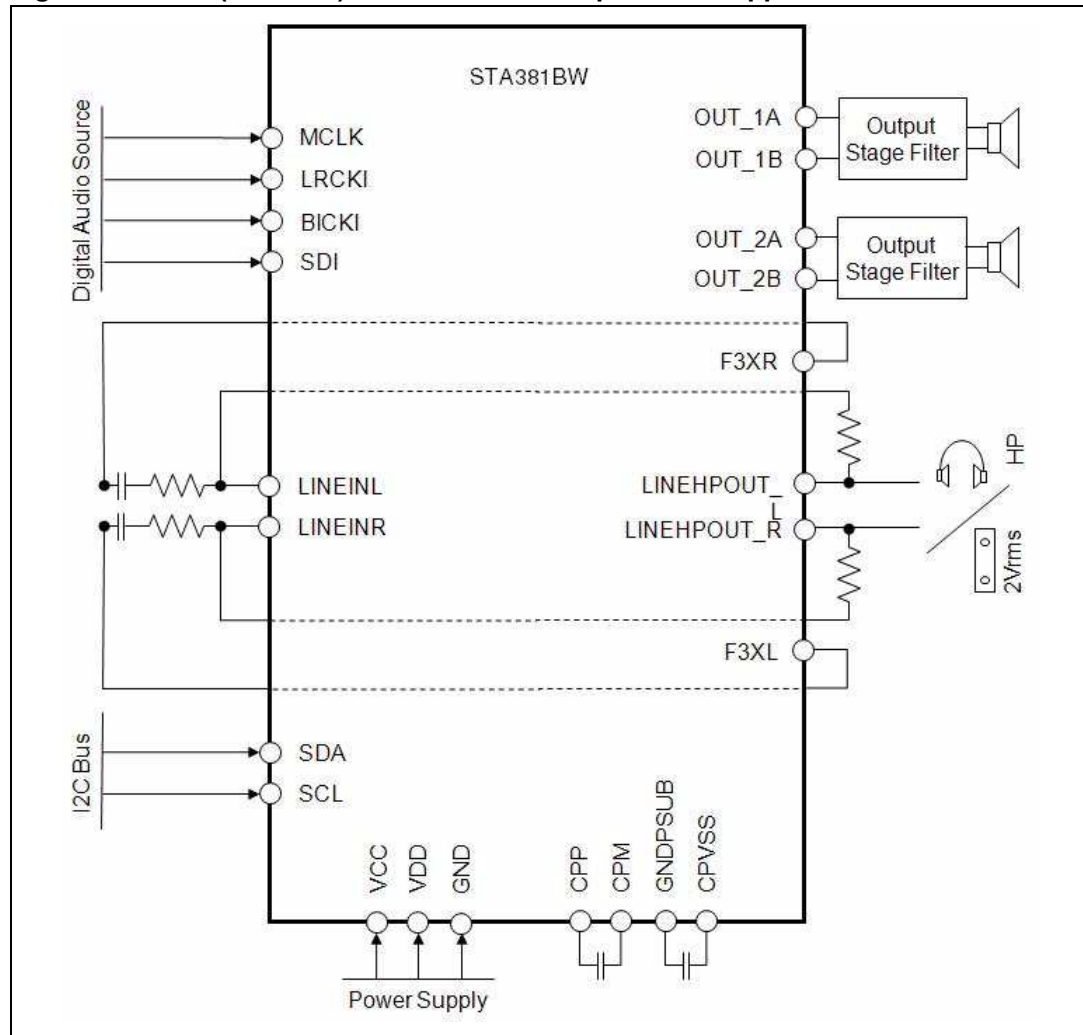 STA381BW
Digital Audio Source
MCLK
LRCKI
BICKI
SDI
OUT_1A
OUT_1B
Output
Stage Filter
OUT_2A
OUT_2B
Output
Stage Filter
F3XR
LINEINL
LINEINR
LINEHPOUT_
L
LINEHPOUT_R
HP
2Vrms
F3XL
I2C Bus
SDA
SCL
VCC
VDD
GND
CPP
CPM
GNDPSUB
CPVSS
Power Supply